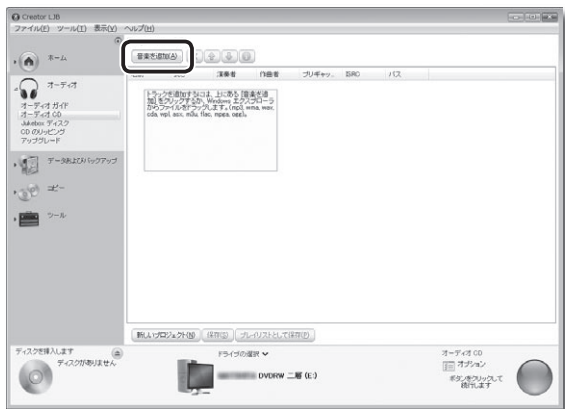 Creator LJB
ファイル(F) ツール(T) 表示(V) ヘルプ(H)
ホーム
オーディオ
オーディオ ガイド
オーディオ CD
Jukebox ディスク
CD のリッピング
アップグレード
データおよびバックアップ
コピー
ツール
音楽を追加(A)
演奏者 作曲者 プリギャッ... ISRC パス
トラックを追加するには、上にある [音楽を追
加] をクリックするか、Windows エクスプローラ
からファイルをドラッグします。(mp3, wma, wav,
cda, wpl, asx, m3u, flac, mpea, ogg)。
新しいプロジェクト(N) 保存(S) プレイリストとして保存(P)
ディスクを挿入します
ディスクがありません
ドライブの選択
DVDRW 二層 (E:)
オーディオ CD
オプション
ボタンをクリックして
続行します